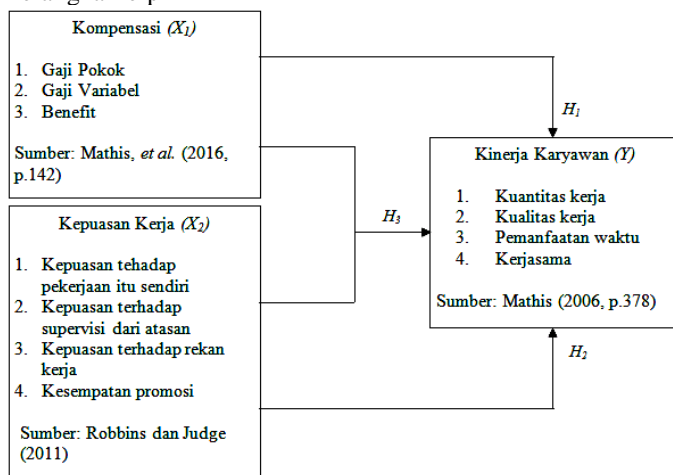 Kompensasi (X1)
1. Gaji Pokok
2. Gaji Variabel
3. Benefit
Sumber: Mathis, et al. (2016,
p.142)
Kepuasan Kerja (X2)
1. Kepuasan tehadap
pekerjaan itu sendiri
2. Kepuasan terhadap
supervisi dari atasan
3. Kepuasan terhadap rekan
kerja
4. Kesempatan promosi
Sumber: Robbins dan Judge
(2011)
H1
H3
H2
Kinerja Karyawan (Y)
1. Kuantitas kerja
2. Kualitas kerja
3. Pemanfaatan waktu
4. Kerjasama
Sumber: Mathis (2006, p.378)